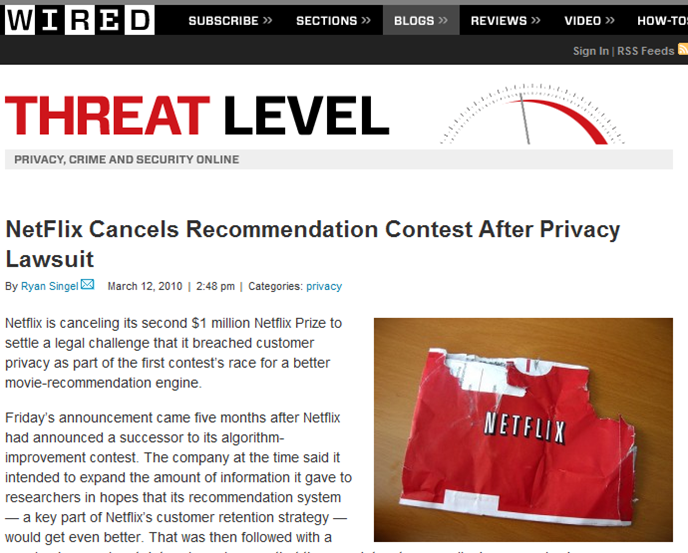 WIRED
SUBSCRIBE >> SECTIONS >> BLOGS >> REVIEWS >> VIDEO >> HOW-TO
Sign In | RSS Feeds
THREAT LEVEL
PRIVACY, CRIME AND SECURITY ONLINE
NetFlix Cancels Recommendation Contest After Privacy
Lawsuit
By Ryan Singel March 12, 2010 | 2:48 pm | Categories: privacy
Netflix is canceling its second $1 million Netflix Prize to
settle a legal challenge that it breached customer
privacy as part of the first contest's race for a better
movie-recommendation engine.
Friday's announcement came five months after Netflix
had announced a successor to its algorithm-
improvement contest. The company at the time said it
intended to expand the amount of information it gave to
researchers in hopes that its recommendation system
— a key part of Netflix's customer retention strategy —
would get even better. That was then followed with a
NETFLIX